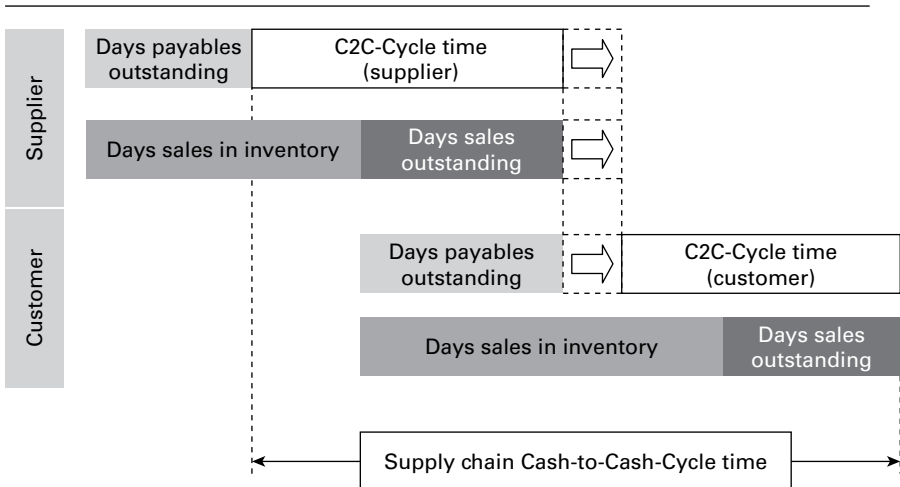 Supplier
Days payables
outstanding
C2C-Cycle time
(supplier)
Days sales in inventory
Days sales
outstanding
Customer
Days payables
outstanding
C2C-Cycle time
(customer)
Days sales in inventory
Days sales
outstanding
Supply chain Cash-to-Cash-Cycle time